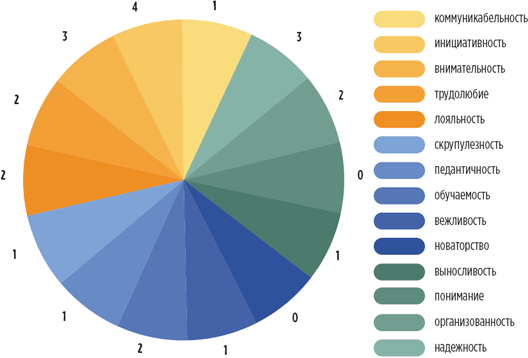 4
1
3
3
2
2
2
0
1
1
1
0
2
1
коммуникабельность
инициативность
внимательность
трудолюбие
лояльность
скрупулезность
педантичность
обучаемость
вежливость
новаторство
выносливость
понимание
организованность
надежность